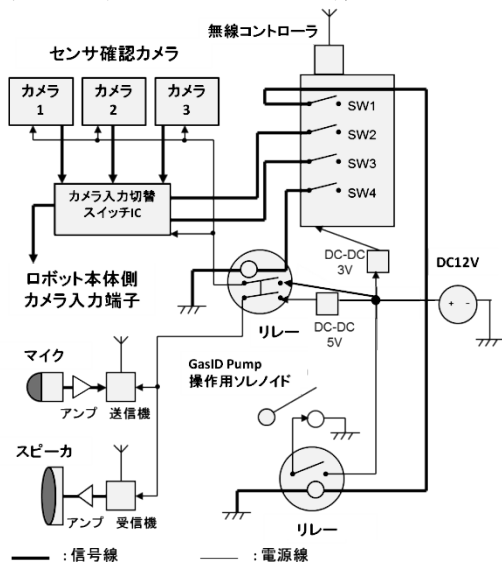 無線コントローラ
センサ確認カメラ
カメラ
1
カメラ
2
カメラ
3
SW1
SW2
SW3
SW4
カメラ入力切替
スイッチIC
DC-DC
3V
DC12V
+ -
ロボット本体側
カメラ入力端子
リレー
DC-DC
5V
マイク
アンプ 送信機
GasID Pump
操作用ソレノイド
スピーカ
アンプ 受信機
リレー
:信号線 :電源線